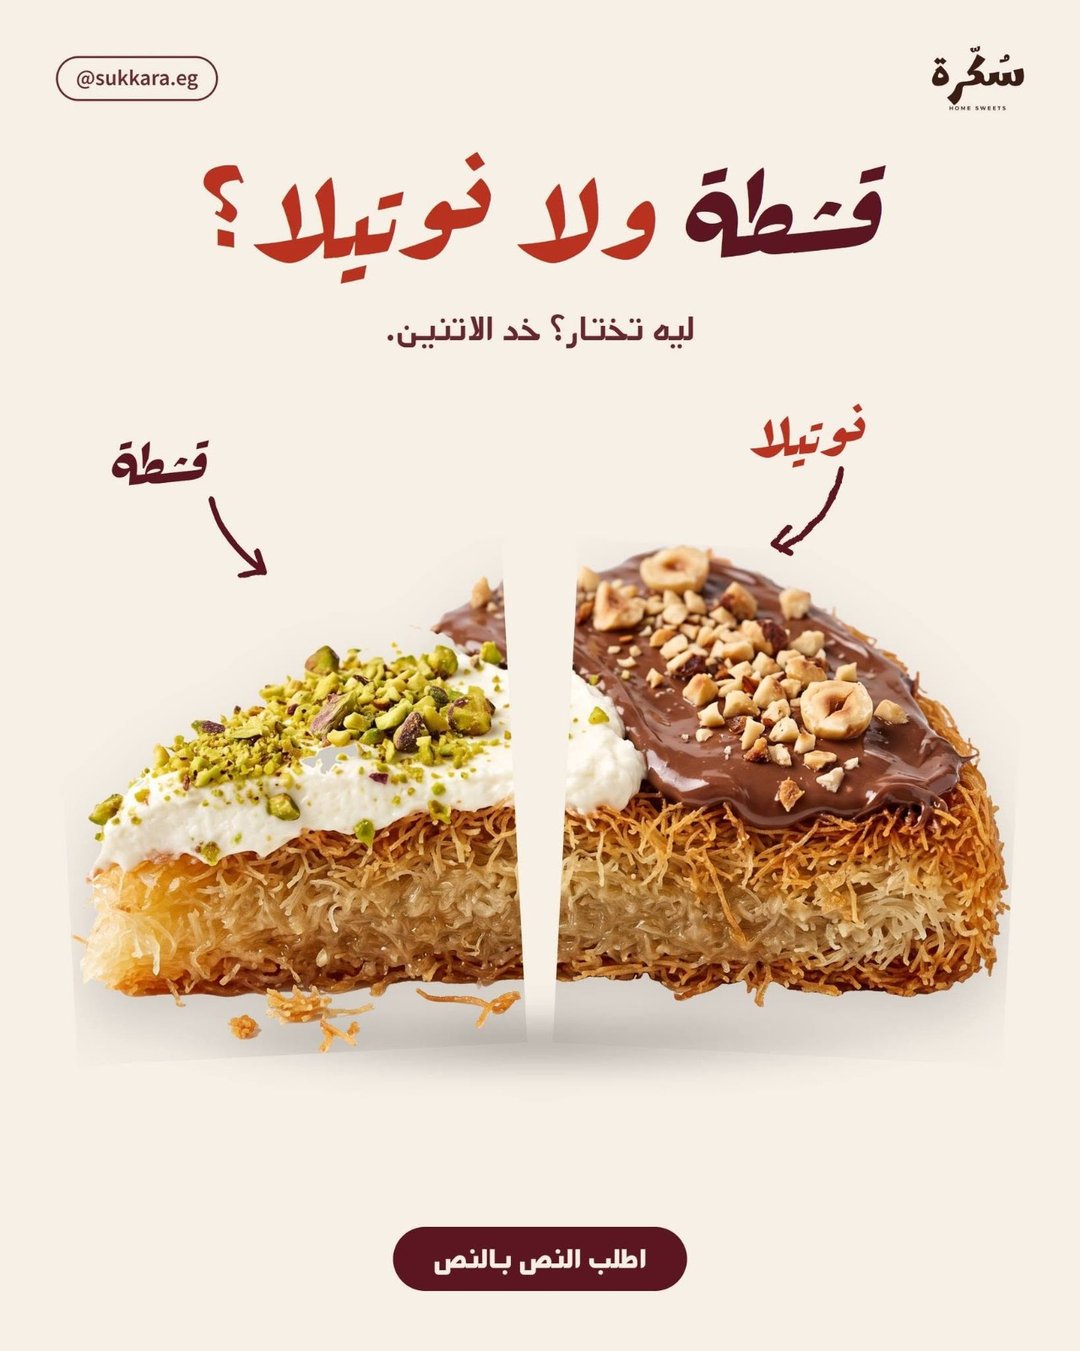 @sukkara.eg
سُكّرة
HOME SWEETS
قشطة ولا نوتيلا؟
ليه تختار؟ خد الاتنين.
نوتيلا
قشطة
اطلب النص بالنص